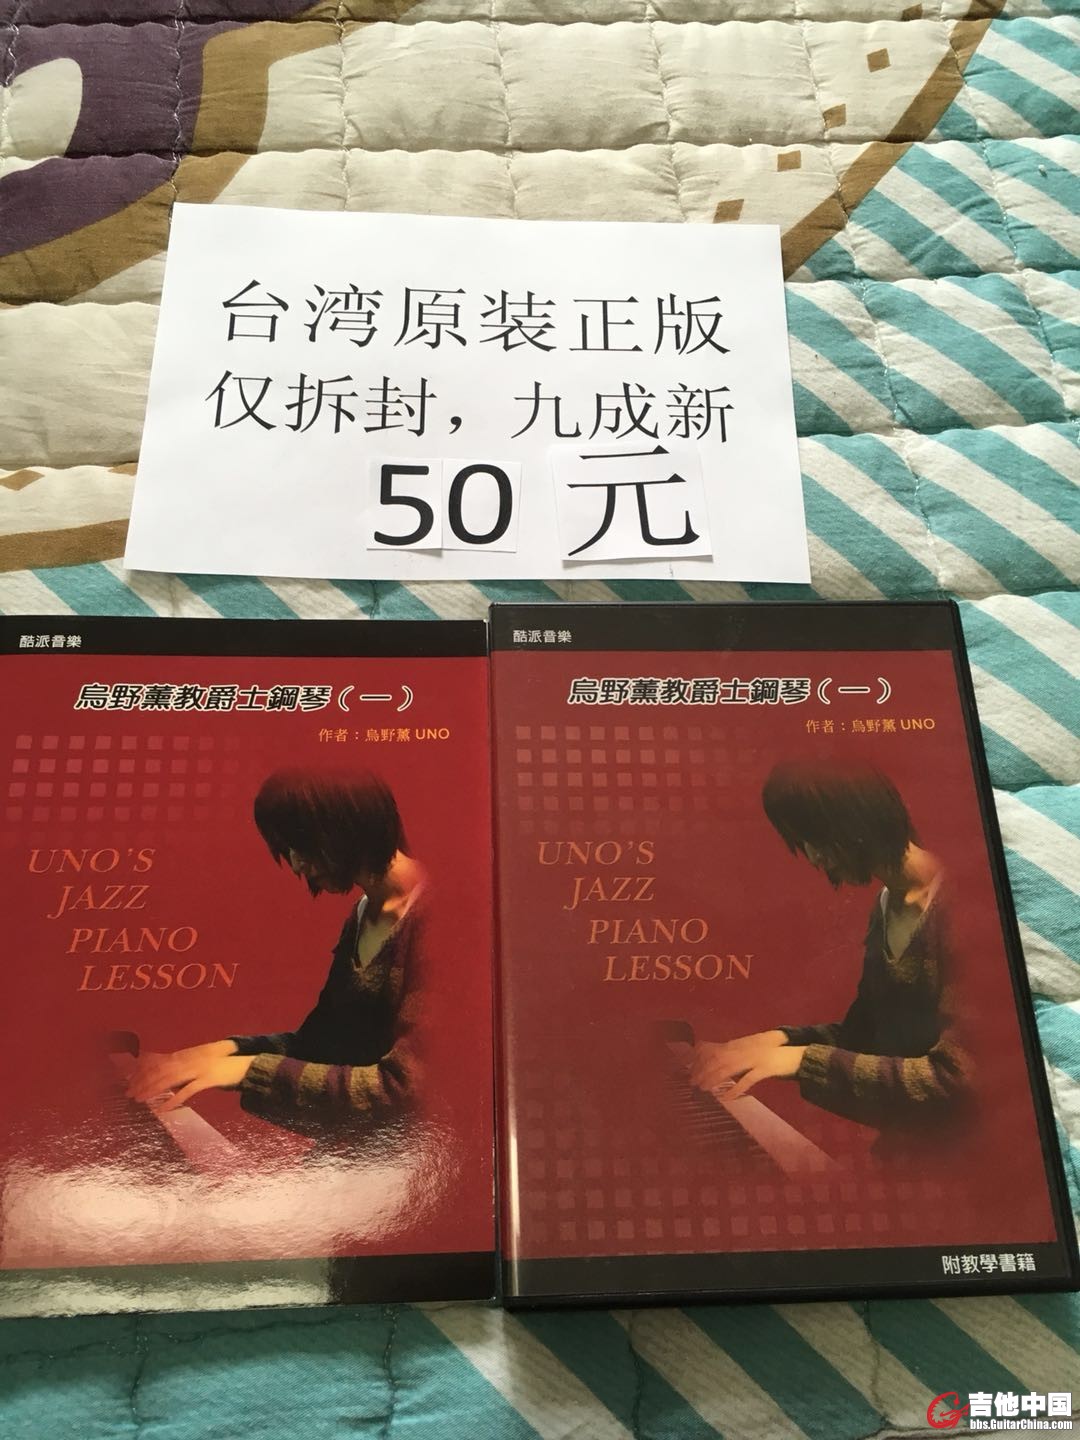 台湾原装正版
仅拆封，九成新
50元
酷派音樂
烏野薰教爵士鋼琴（一）
作者：烏野薰 UNO
UNO'S
JAZZ
PIANO
LESSON
酷派音樂
烏野薰教爵士鋼琴（一）
作者：烏野薰 UNO
UNO'S
JAZZ
PIANO
LESSON
附教學書籍
吉他中国
bbs.GuitarChina.com